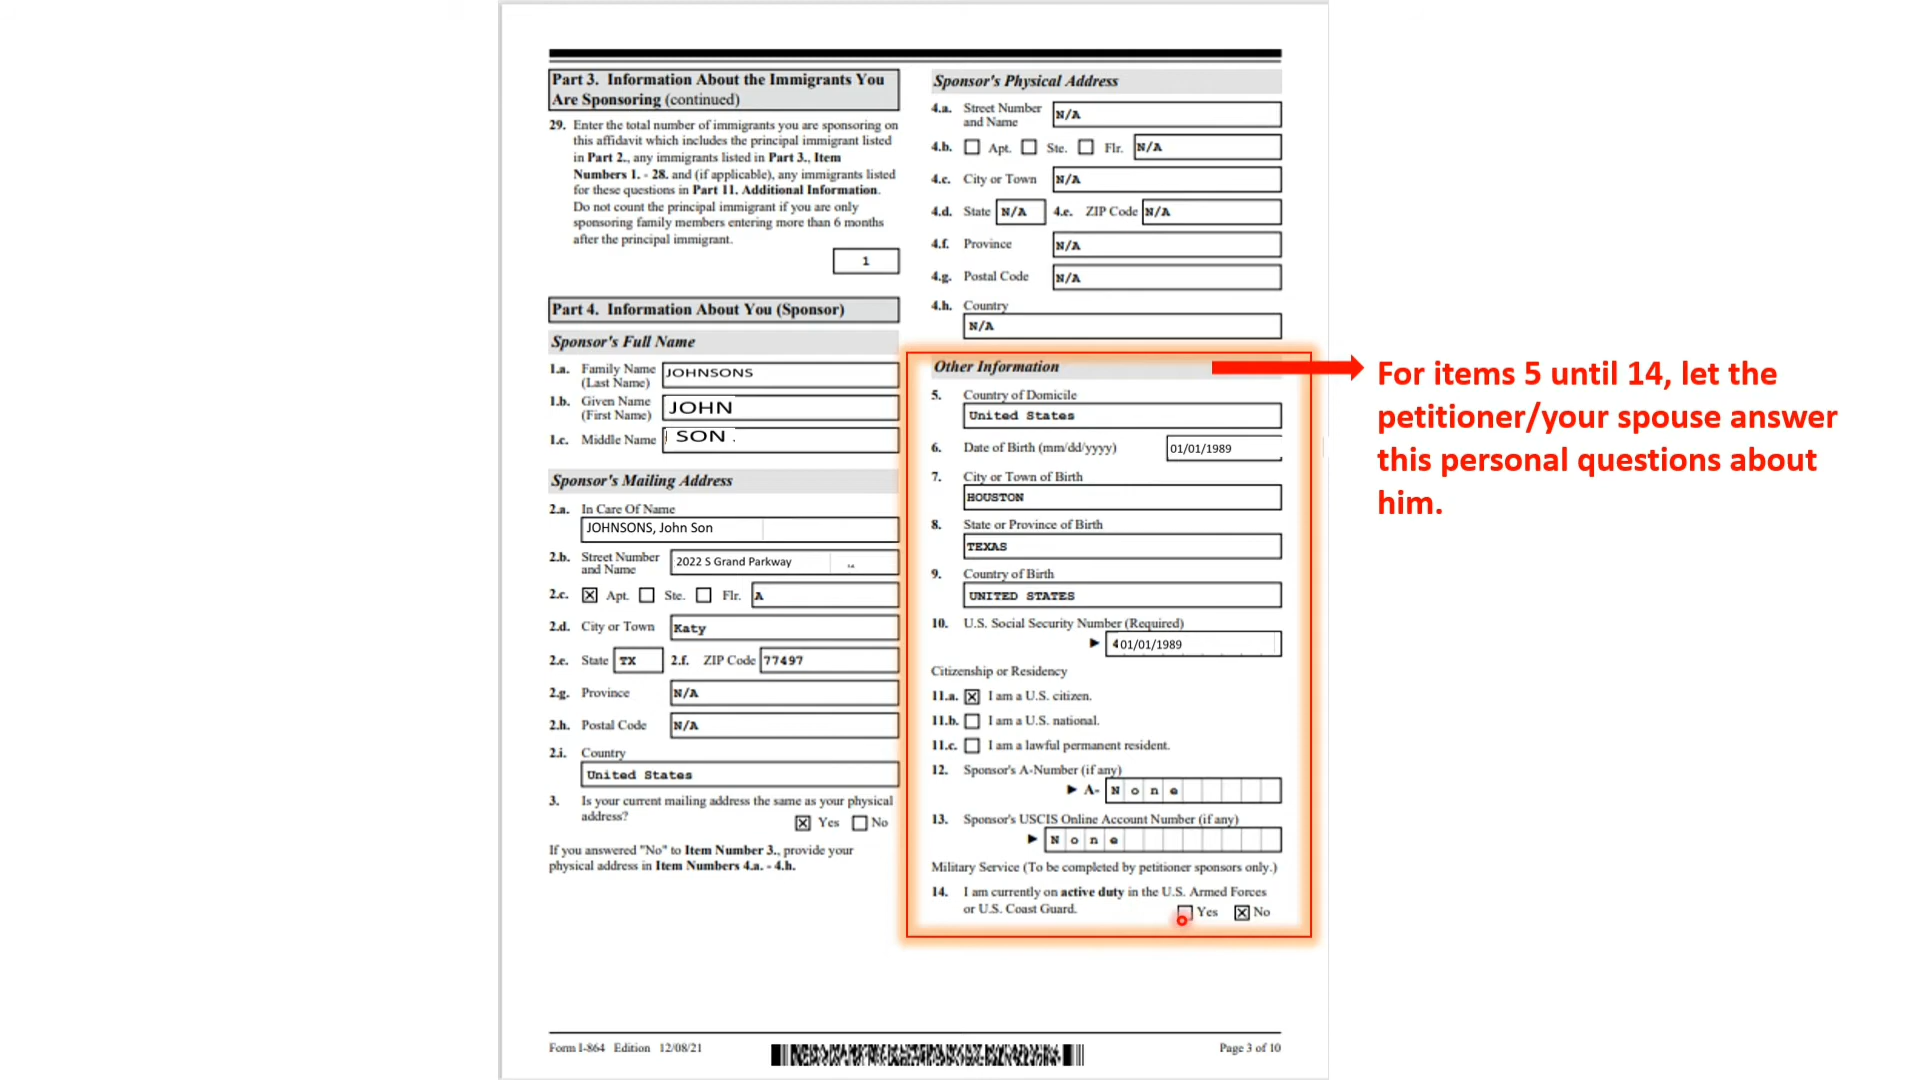 Part 3. Information About the Immigrants You
Are Sponsoring (continued)
29. Enter the total number of immigrants you are sponsoring on
this affidavit which includes the principal immigrant listed
in Part 2., any immigrants listed in Part 3., Item
Numbers 1. - 28. and (if applicable), any immigrants listed
for these questions in Part 11. Additional Information.
Do not count the principal immigrant if you are only
sponsoring family members entering more than 6 months
after the principal immigrant.
1
Part 4. Information About You (Sponsor)
Sponsor's Full Name
1.a. Family Name
(Last Name)
JOHNSONS
1.b. Given Name
(First Name)
JOHN
1.c. Middle Name
SON .
Sponsor's Mailing Address
2.a. In Care Of Name
JOHNSONS, John Son
2.b. Street Number
and Name
2022 S Grand Parkway
2.c. X Apt. Ste. Flr. A
2.d. City or Town Katy
2.e. State TX 2.f. ZIP Code 77497
2.g. Province N/A
2.h. Postal Code N/A
2.i. Country
United States
3. Is your current mailing address the same as your physical
address?
X Yes No
If you answered "No" to Item Number 3., provide your
physical address in Item Numbers 4.a. - 4.h.
Sponsor's Physical Address
4.a. Street Number
and Name
N/A
4.b. Apt. Ste. Flr. N/A
4.c. City or Town N/A
4.d. State N/A 4.e. ZIP Code N/A
4.f. Province N/A
4.g. Postal Code N/A
4.h. Country
N/A
Other Information
5. Country of Domicile
United States
6. Date of Birth (mm/dd/yyyy) 01/01/1989
7. City or Town of Birth
HOUSTON
8. State or Province of Birth
TEXAS
9. Country of Birth
UNITED STATES
10. U.S. Social Security Number (Required)
401/01/1989
Citizenship or Residency
11.a. X I am a U.S. citizen.
11.b. I am a U.S. national.
11.c. I am a lawful permanent resident.
12. Sponsor's A-Number (if any)
A- None
13. Sponsor's USCIS Online Account Number (if any)
None
Military Service (To be completed by petitioner sponsors only.)
14. I am currently on active duty in the U.S. Armed Forces
or U.S. Coast Guard. Yes X No
For items 5 until 14, let the
petitioner/your spouse answer
this personal questions about
him.
Form I-864 Edition 12/08/21
Page 3 of 10